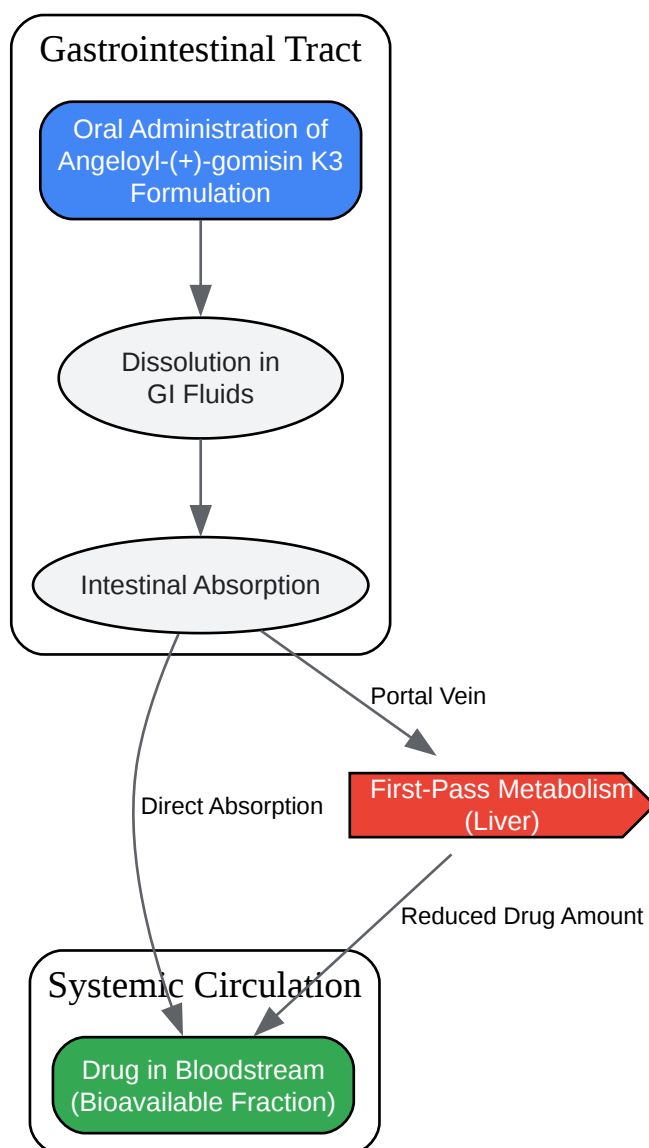 Gastrointestinal Tract
Oral Administration of
Angeloyl-(+)-gomisin K3
Formulation
Dissolution in
GI Fluids
Intestinal Absorption
Portal Vein
Direct Absorption
First-Pass Metabolism
(Liver)
Reduced Drug Amount
Systemic Circulation
Drug in Bloodstream
(Bioavailable Fraction)